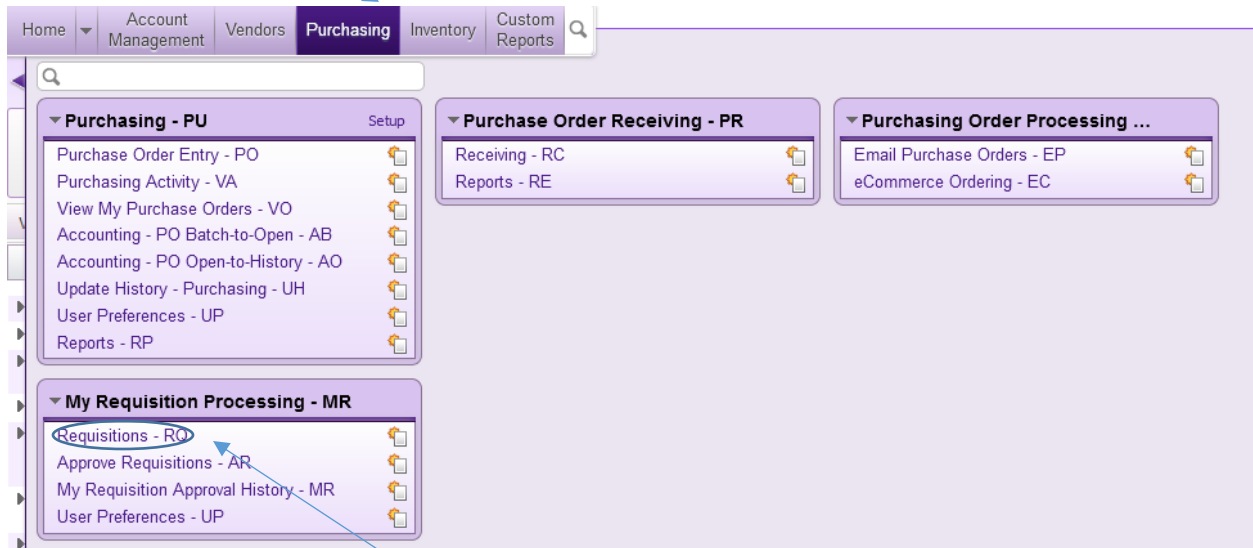 Home
Account Management
Vendors
Purchasing
Inventory
Custom Reports
Purchasing - PU
Setup
Purchase Order Entry - PO
Purchasing Activity - VA
View My Purchase Orders - VO
Accounting - PO Batch-to-Open - AB
Accounting - PO Open-to-History - AO
Update History - Purchasing - UH
User Preferences - UP
Reports - RP
Purchase Order Receiving - PR
Receiving - RC
Reports - RE
Purchasing Order Processing ...
Email Purchase Orders - EP
eCommerce Ordering - EC
My Requisition Processing - MR
Requisitions - RQ
Approve Requisitions - AR
My Requisition Approval History - MR
User Preferences - UP